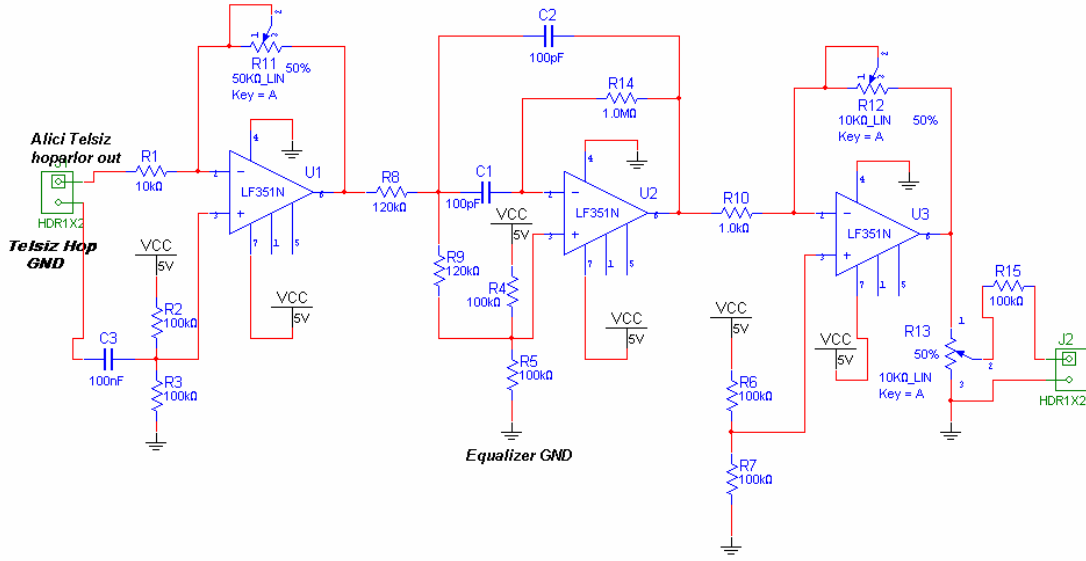 C2
100pF
R11
50KΩ_LIN
50%
Key = A
R14
1.0MΩ
R12
10KΩ_LIN
50%
Key = A
Alici Telsiz
hoparlor out
HDR1X2
Telsiz Hop
GND
R1
10kΩ
U1
LF351N
2
3
4
6
7
1
5
R8
120kΩ
C1
100pF
U2
LF351N
2
3
4
6
7
1
5
R10
1.0kΩ
U3
LF351N
2
3
4
6
7
1
5
VCC
5V
R2
100kΩ
C3
100nF
R3
100kΩ
VCC
5V
R9
120kΩ
VCC
5V
R4
100kΩ
R5
100kΩ
VCC
5V
Equalizer GND
VCC
5V
R6
100kΩ
R7
100kΩ
VCC
5V
R13
50%
10KΩ_LIN
Key = A
1
2
3
R15
100kΩ
J2
HDR1X2